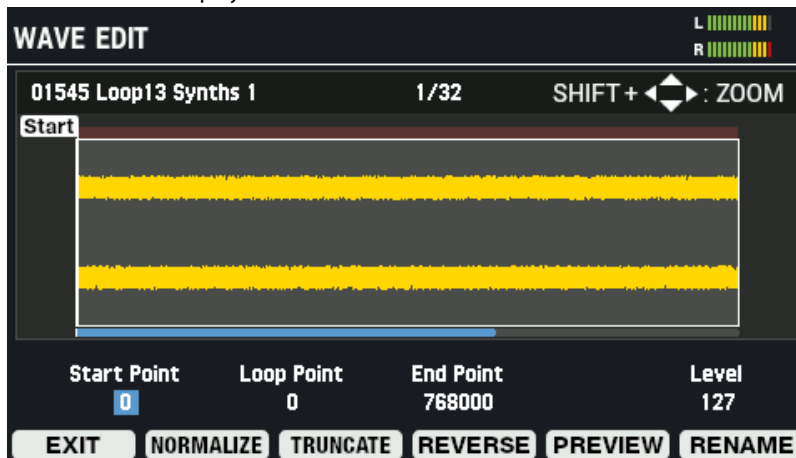 WAVE EDIT
L
R
01545 Loop13 Synths 1 1/32 SHIFT + : ZOOM
Start
Start Point Loop Point End Point Level
0 0 768000 127
EXIT NORMALIZE TRUNCATE REVERSE PREVIEW RENAME